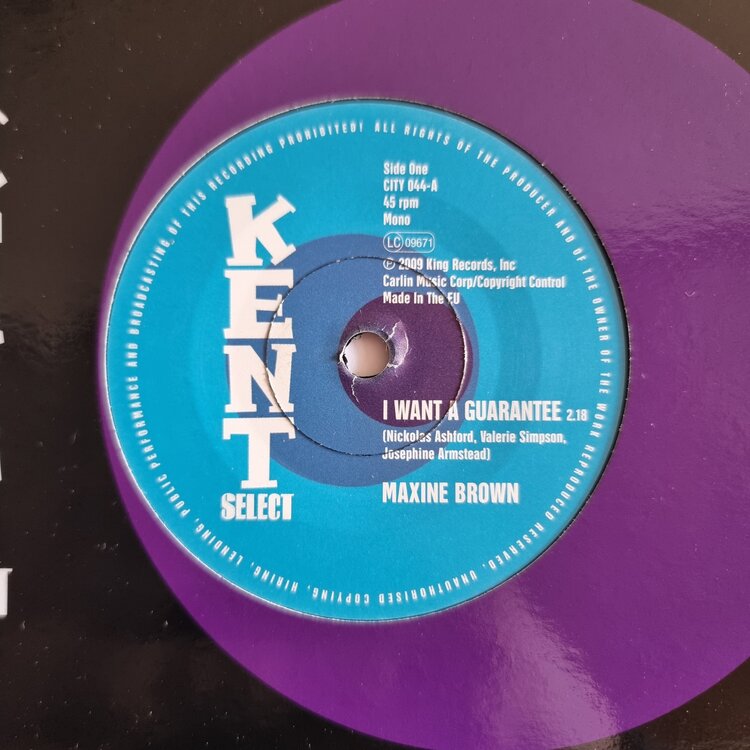 KENT
SELECT
Side One
CITY 044-A
45 rpm
Mono
LC 09671
℗ 2009 King Records, Inc
Carlin Music Corp/Copyright Control
Made In The EU
I WANT A GUARANTEE 2.18
(Nickolas Ashford, Valerie Simpson,
Josephine Armstead)
MAXINE BROWN
ALL RIGHTS OF THE PRODUCER AND OF THE OWNER OF THE WORK REPRODUCED RESERVED. UNAUTHORISED COPYING, HIRING, LENDING, PUBLIC PERFORMANCE AND BROADCASTING OF THIS RECORDING PROHIBITED!